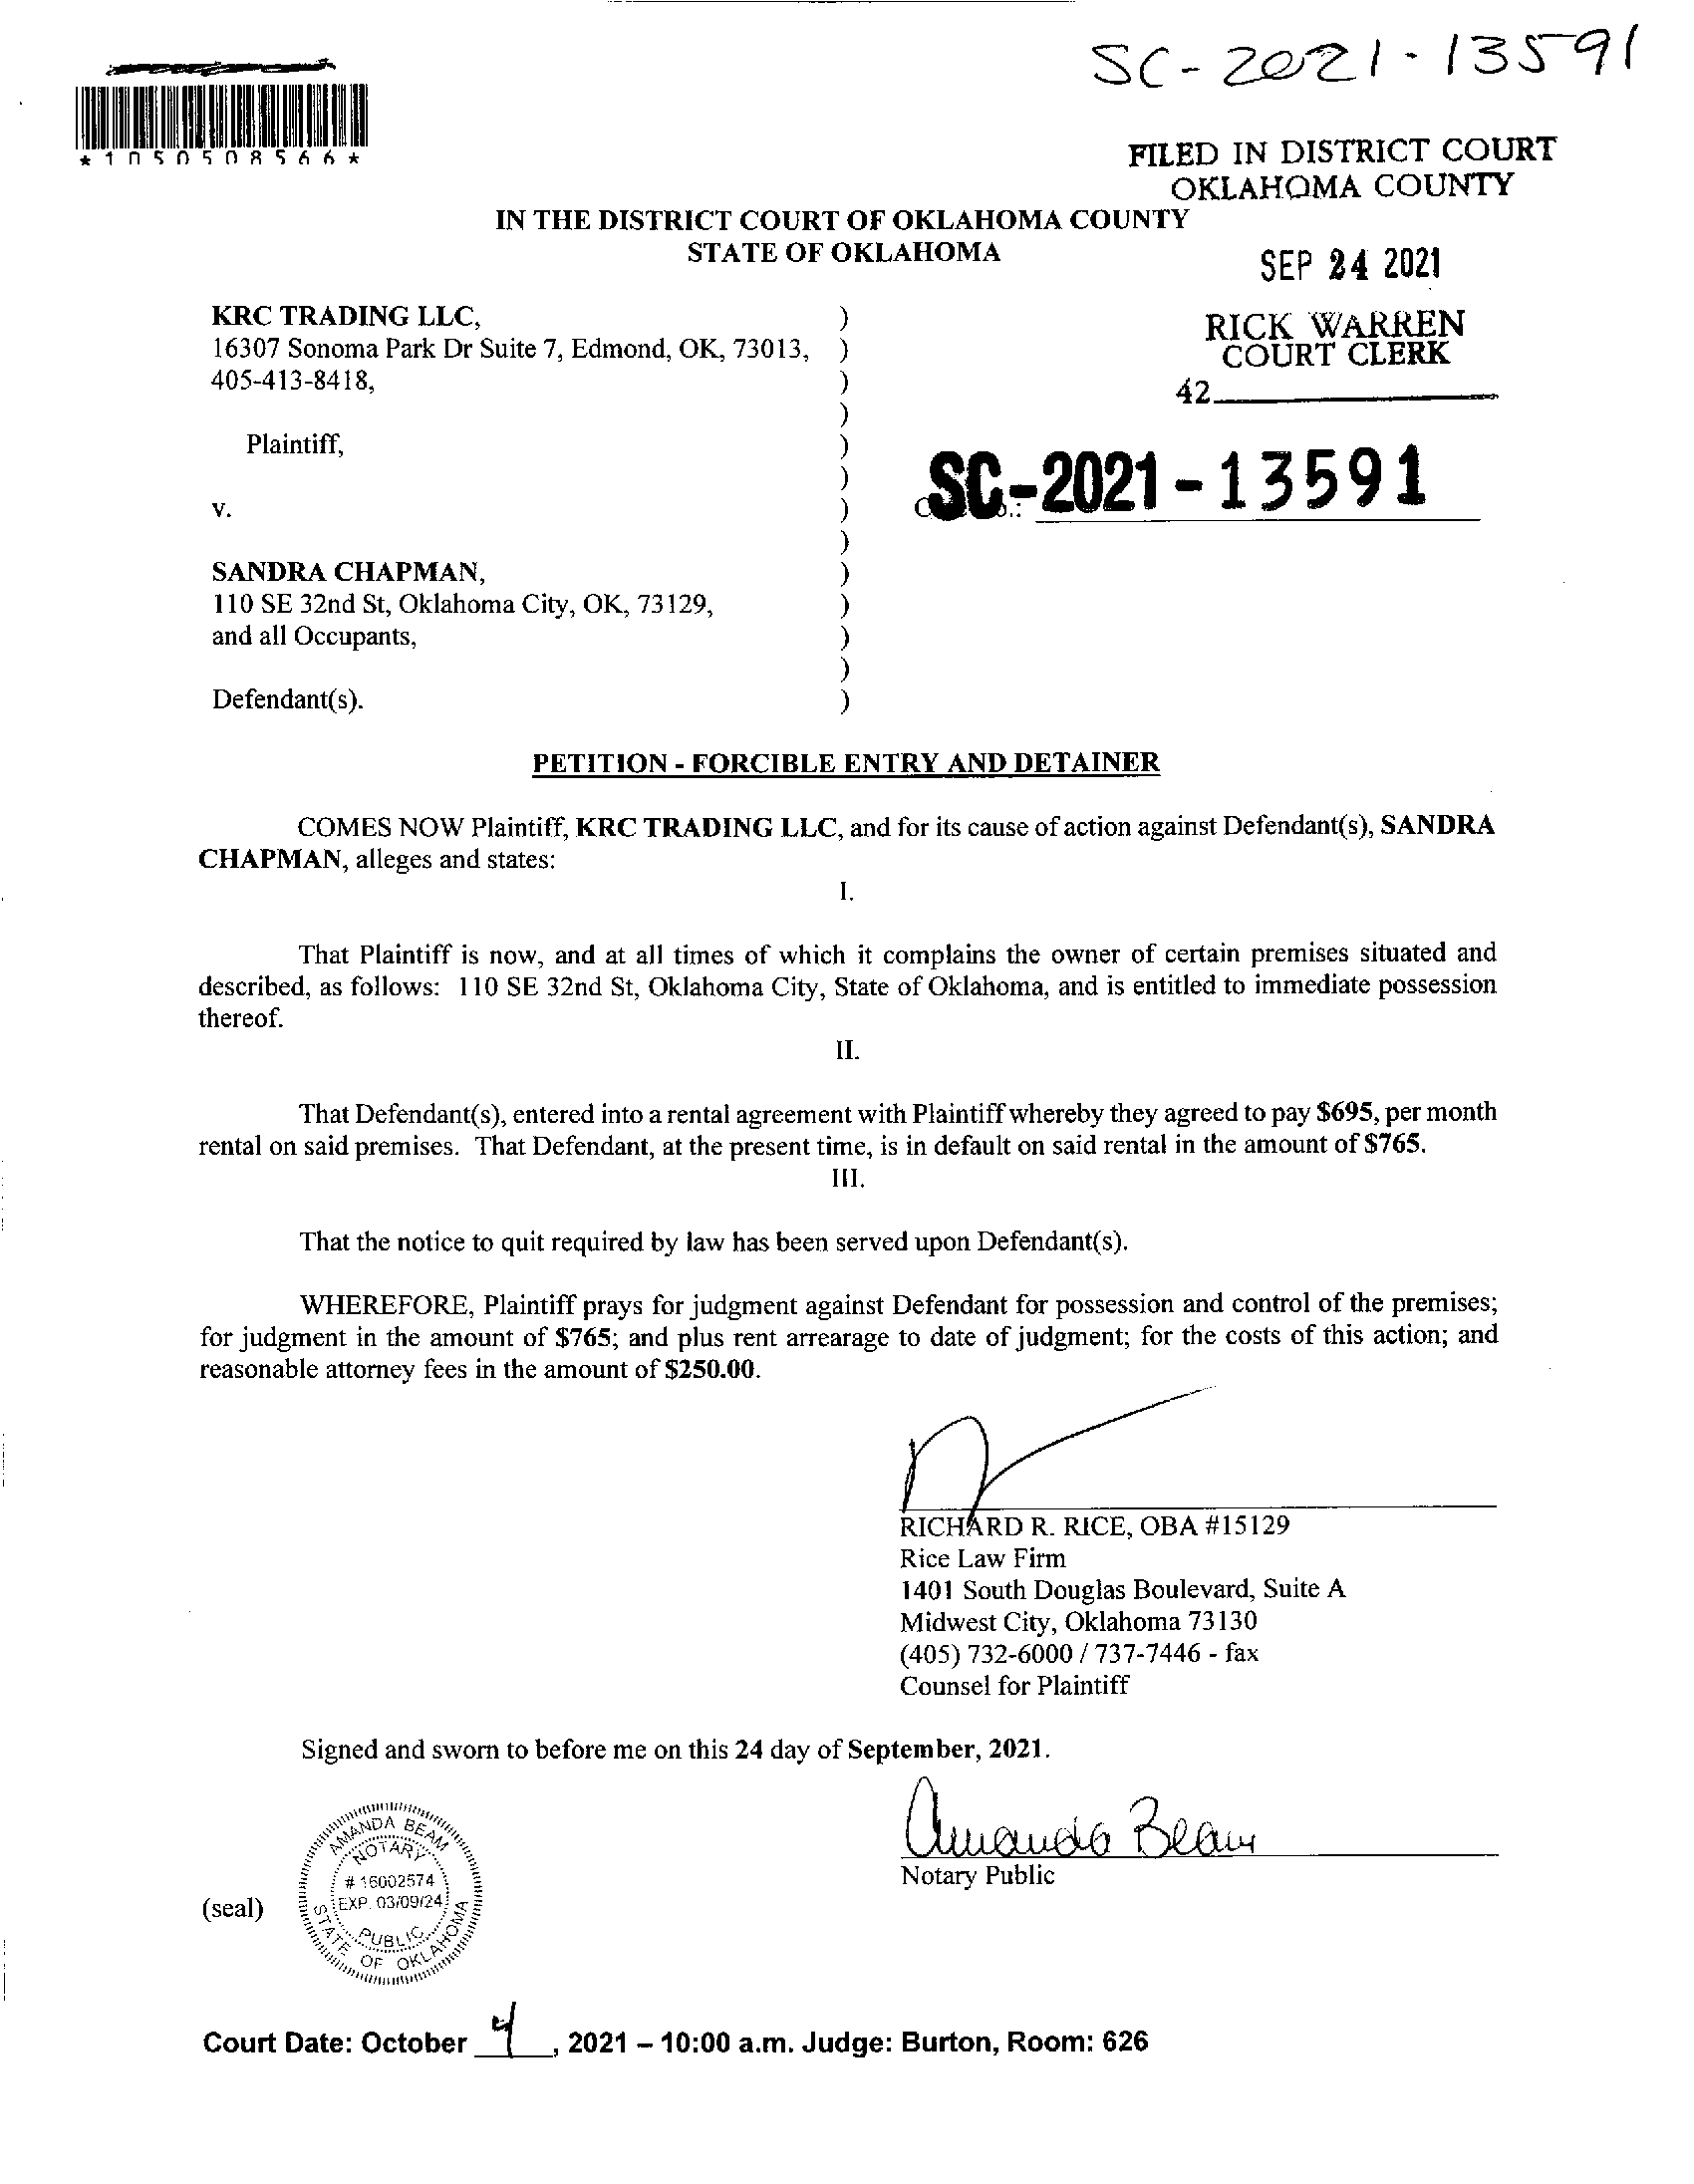 SC-2021-13591
*1050508566*
FILED IN DISTRICT COURT
OKLAHOMA COUNTY
IN THE DISTRICT COURT OF OKLAHOMA COUNTY
STATE OF OKLAHOMA
SEP 24 2021
KRC TRADING LLC, )
16307 Sonoma Park Dr Suite 7, Edmond, OK, 73013, )
405-413-8418, )
)
RICK WARREN
COURT CLERK
42
Plaintiff, )
)
v. )
SC-2021-13591
)
SANDRA CHAPMAN, )
110 SE 32nd St, Oklahoma City, OK, 73129, )
and all Occupants, )
)
Defendant(s). )
PETITION - FORCIBLE ENTRY AND DETAINER
COMES NOW Plaintiff, KRC TRADING LLC, and for its cause of action against Defendant(s), SANDRA
CHAPMAN, alleges and states:
I.
That Plaintiff is now, and at all times of which it complains the owner of certain premises situated and
described, as follows: 110 SE 32nd St, Oklahoma City, State of Oklahoma, and is entitled to immediate possession
thereof.
II.
That Defendant(s), entered into a rental agreement with Plaintiff whereby they agreed to pay $695, per month
rental on said premises. That Defendant, at the present time, is in default on said rental in the amount of $765.
III.
That the notice to quit required by law has been served upon Defendant(s).
WHEREFORE, Plaintiff prays for judgment against Defendant for possession and control of the premises;
for judgment in the amount of $765; and plus rent arrearage to date of judgment; for the costs of this action; and
reasonable attorney fees in the amount of $250.00.
RICHARD R. RICE, OBA #15129
Rice Law Firm
1401 South Douglas Boulevard, Suite A
Midwest City, Oklahoma 73130
(405) 732-6000 / 737-7446 - fax
Counsel for Plaintiff
Signed and sworn to before me on this 24 day of September, 2021.
Amanda Beam
Notary Public
(seal)
AMANDA BEAM
NOTARY
# 16002574
EXP. 03/09/24
PUBLIC
STATE OF OKLAHOMA
Court Date: October 4, 2021 – 10:00 a.m. Judge: Burton, Room: 626